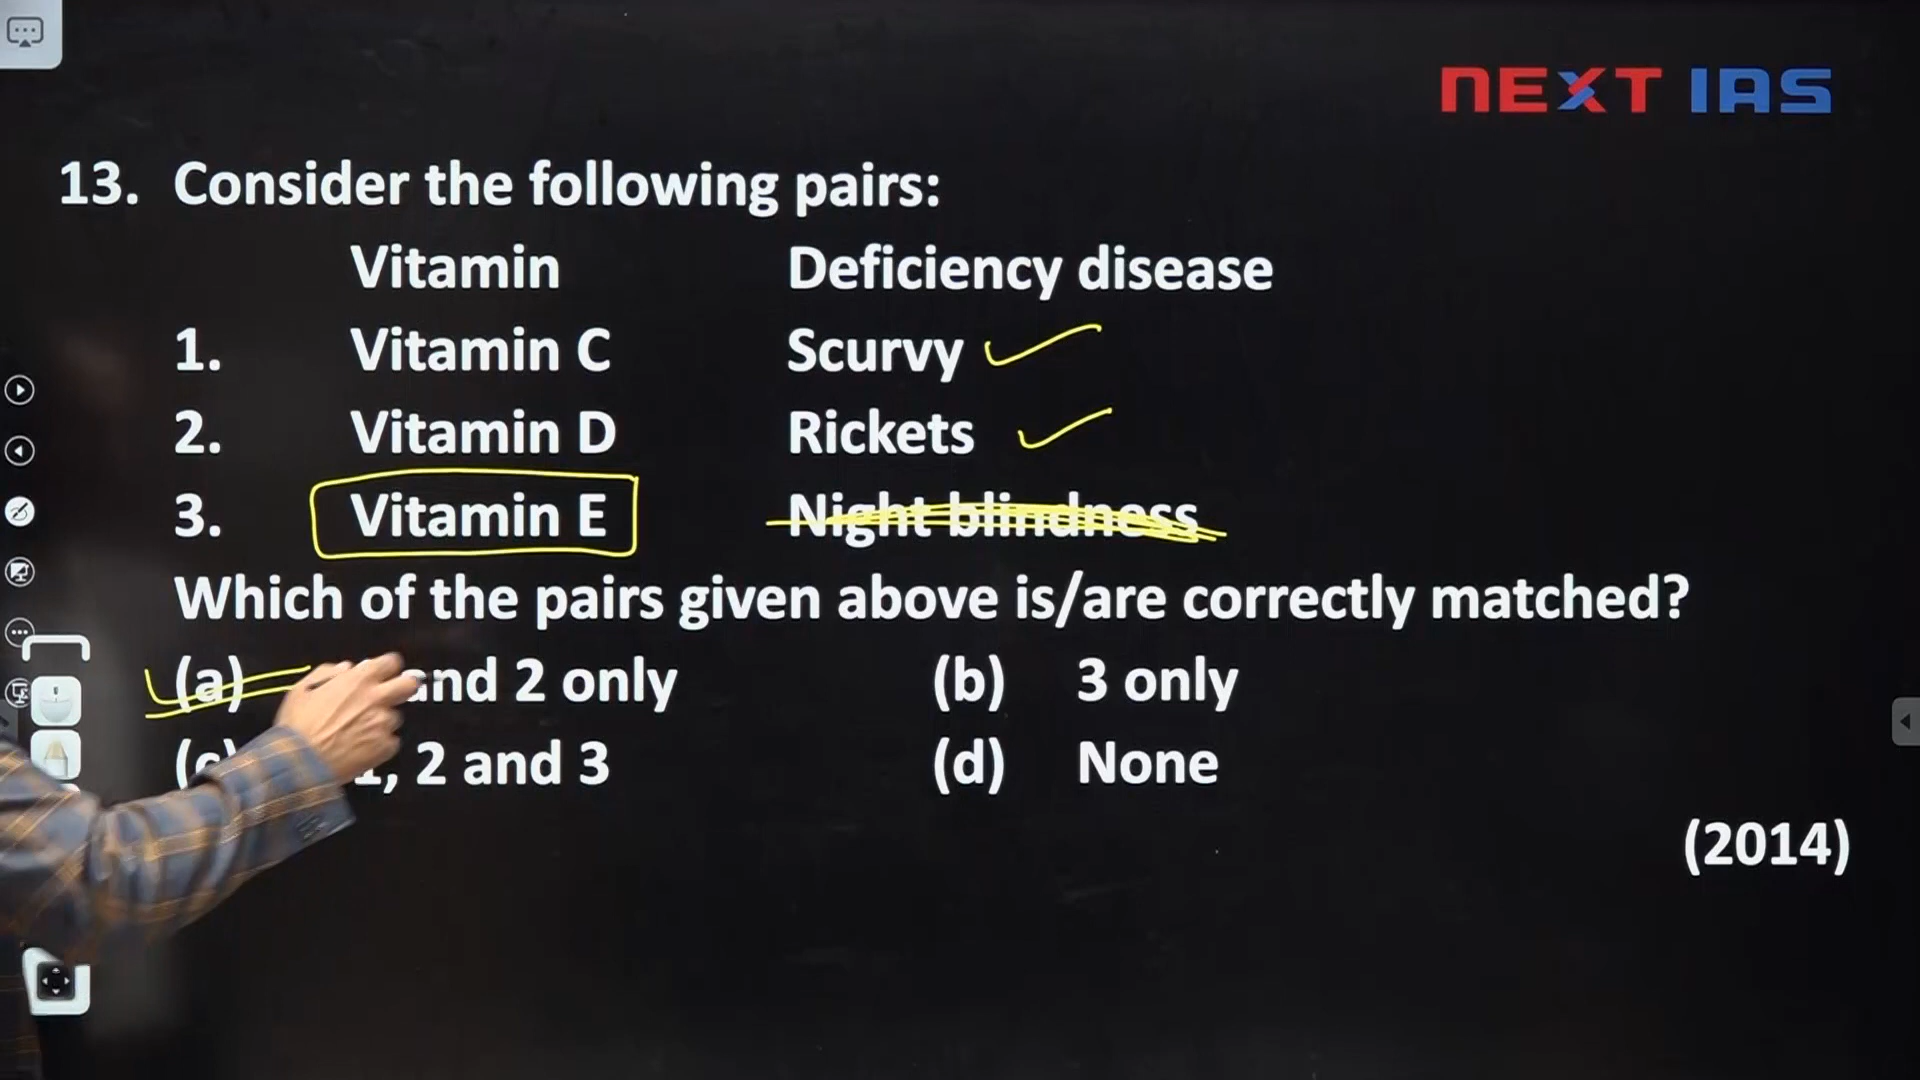 NEXT IAS
13. Consider the following pairs:
Vitamin Deficiency disease
1. Vitamin C Scurvy
2. Vitamin D Rickets
3. Vitamin E Night blindness
Which of the pairs given above is/are correctly matched?
(a) and 2 only (b) 3 only
(c) 1, 2 and 3 (d) None
(2014)